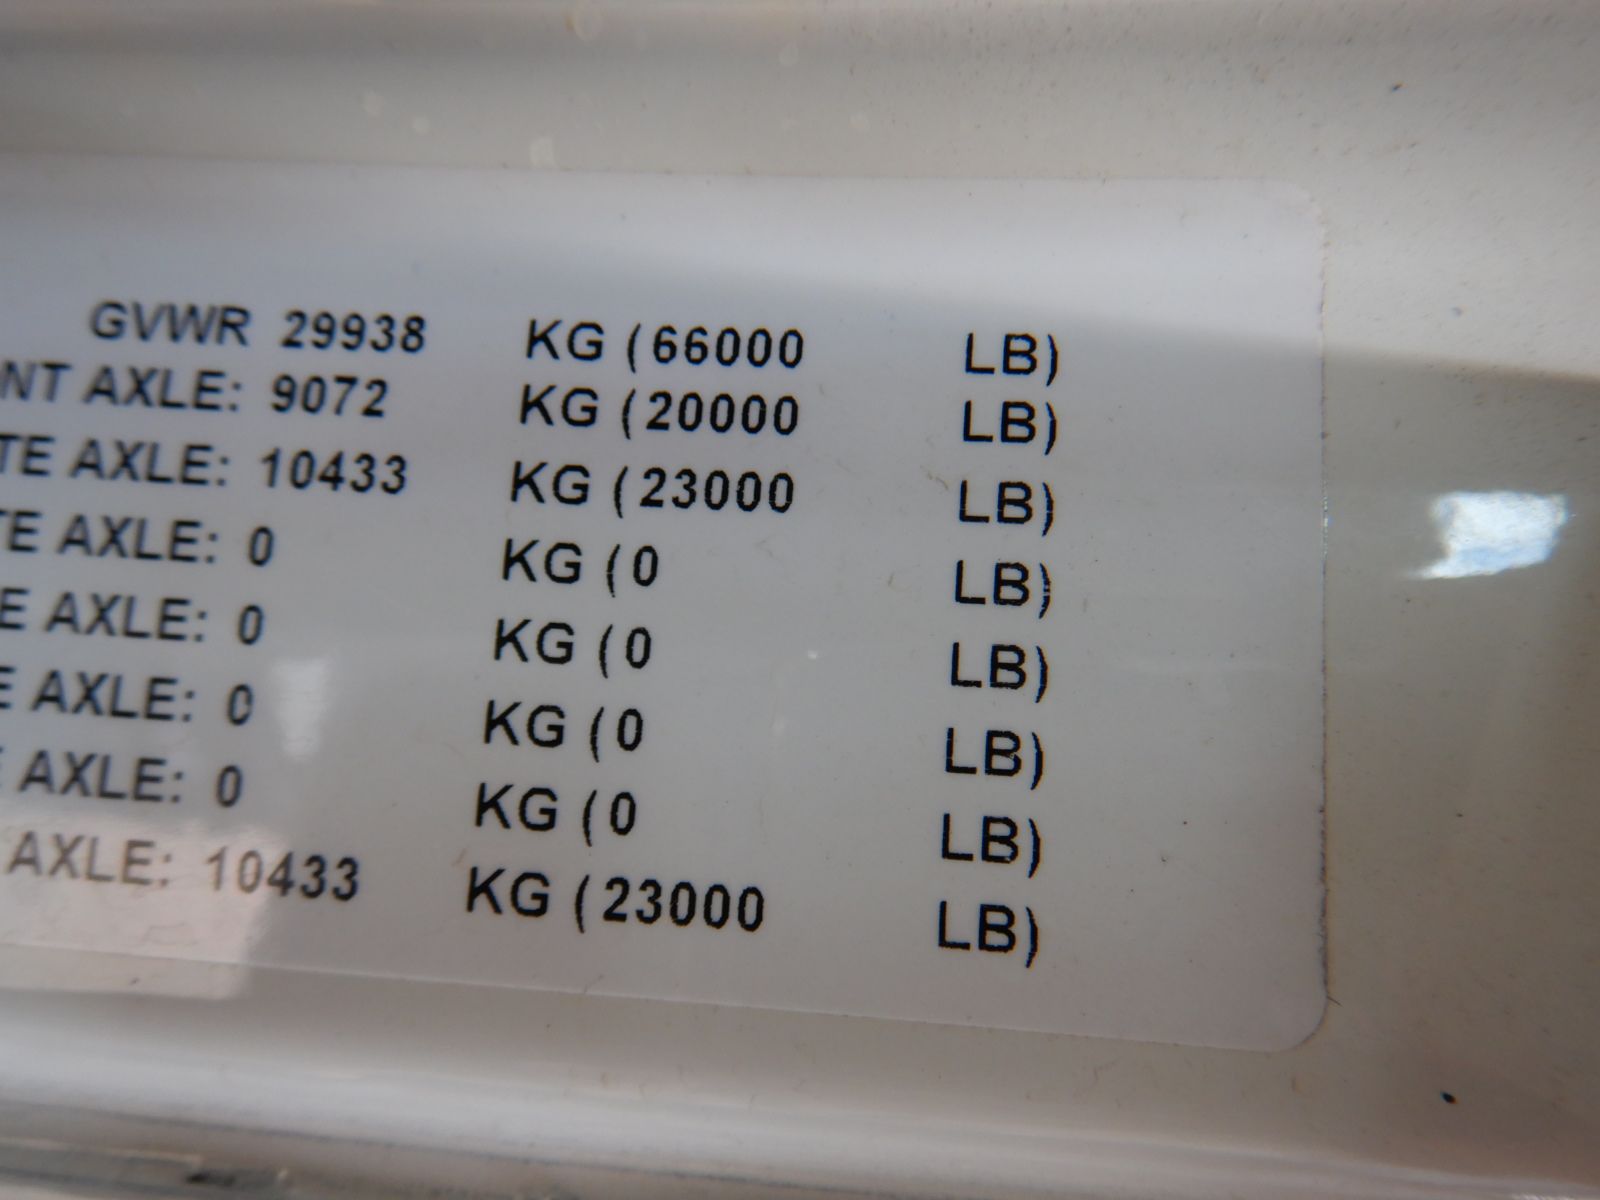 GVWR 29938 KG (66000 LB)
NT AXLE: 9072 KG (20000 LB)
TE AXLE: 10433 KG (23000 LB)
TE AXLE: 0 KG (0 LB)
E AXLE: 0 KG (0 LB)
E AXLE: 0 KG (0 LB)
AXLE: 0 KG (0 LB)
AXLE: 10433 KG (23000 LB)